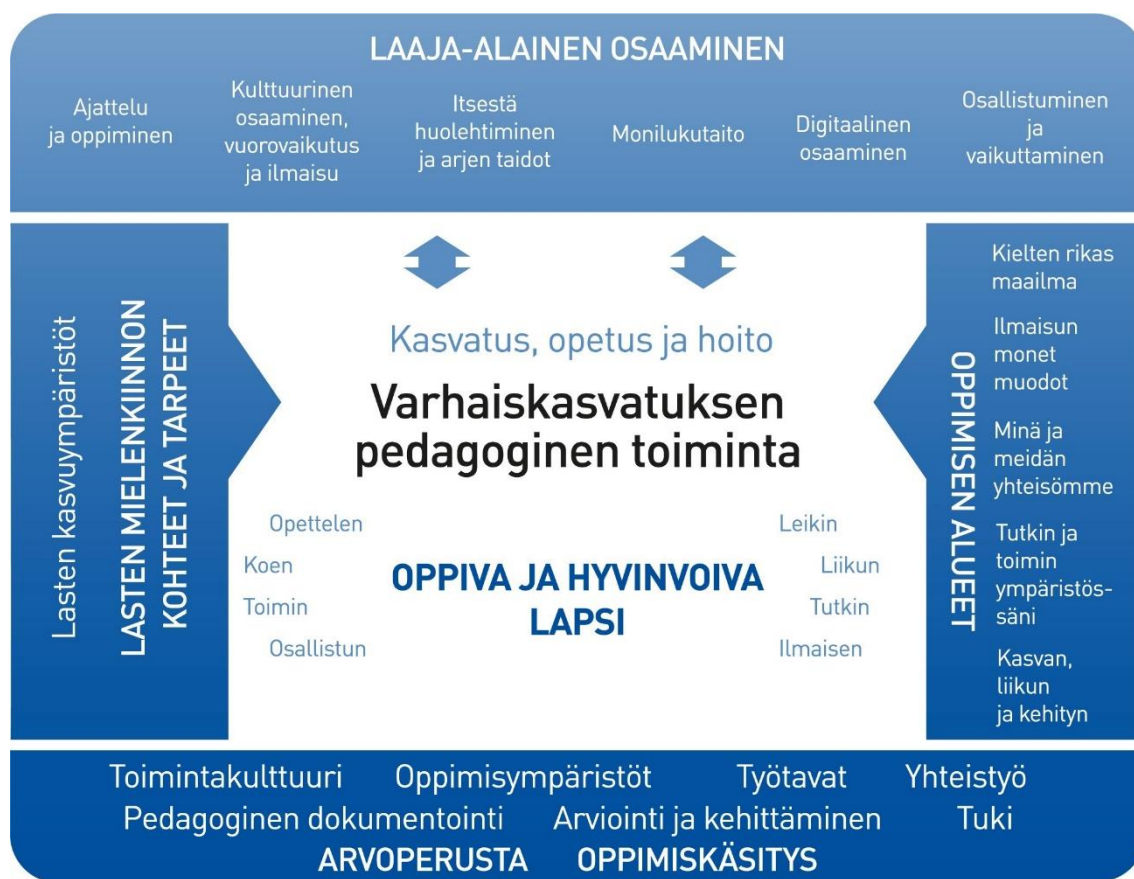 LAAJA-ALAINEN OSAAMINEN
Ajattelu
ja oppiminen
Kulttuurinen
osaaminen,
vuorovaikutus
ja ilmaisu
Itsestä
huolehtiminen
ja arjen taidot
Monilukutaito
Digitaalinen
osaaminen
Osallistuminen
ja
vaikuttaminen
Lasten kasvuympäristöt
LASTEN MIELENKIINNON
KOHTEET JA TARPEET
Kasvatus, opetus ja hoito
Varhaiskasvatuksen
pedagoginen toiminta
Opettelen
Koen
Toimin
Osallistun
OPPIVA JA HYVINVOIVA
LAPSI
Leikin
Liikun
Tutkin
Ilmaisen
OPPIMISEN ALUEET
Kielten rikas
maailma
Ilmaisun
monet
muodot
Minä ja
meidän
yhteisömme
Tutkin ja
toimin
ympäristös-
säni
Kasvan,
liikun
ja kehityn
Toimintakulttuuri Oppimisympäristöt Työtavat Yhteistyö
Pedagoginen dokumentointi Arviointi ja kehittäminen Tuki
ARVOPERUSTA OPPIMISKÄSITYS